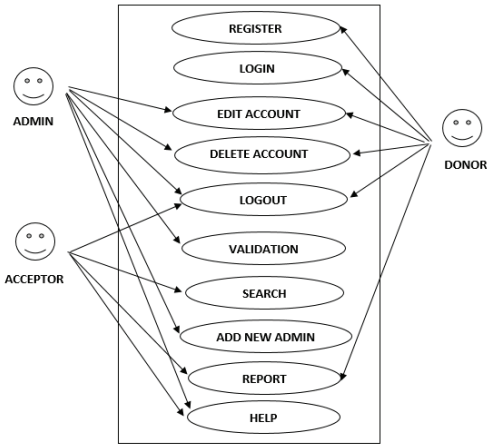 REGISTER
LOGIN
EDIT ACCOUNT
ADMIN
DELETE ACCOUNT
DONOR
LOGOUT
VALIDATION
ACCEPTOR
SEARCH
ADD NEW ADMIN
REPORT
HELP